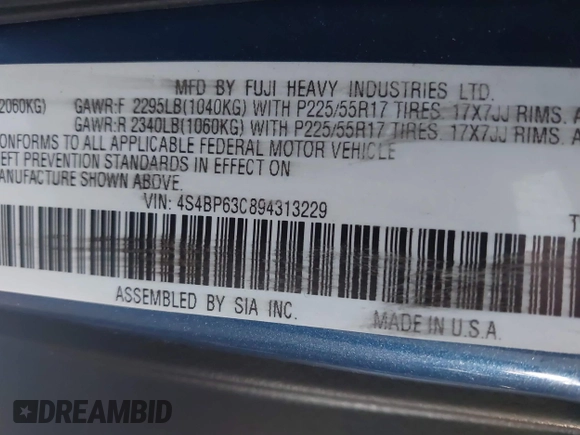 MFD BY FUJI HEAVY INDUSTRIES LTD.
2060KG) GAWR:F 2295LB(1040KG) WITH P225/55R17 TIRES, 17X7JJ RIMS, A
GAWR:R 2340LB(1060KG) WITH P225/55R17 TIRES, 17X7JJ RIMS, A
CONFORMS TO ALL APPLICABLE FEDERAL MOTOR VEHICLE
EFT PREVENTION STANDARDS IN EFFECT ON
ANUFACTURE SHOWN ABOVE.
VIN: 4S4BP63C894313229
T
ASSEMBLED BY SIA INC.
MADE IN U.S.A.
DREAMBID